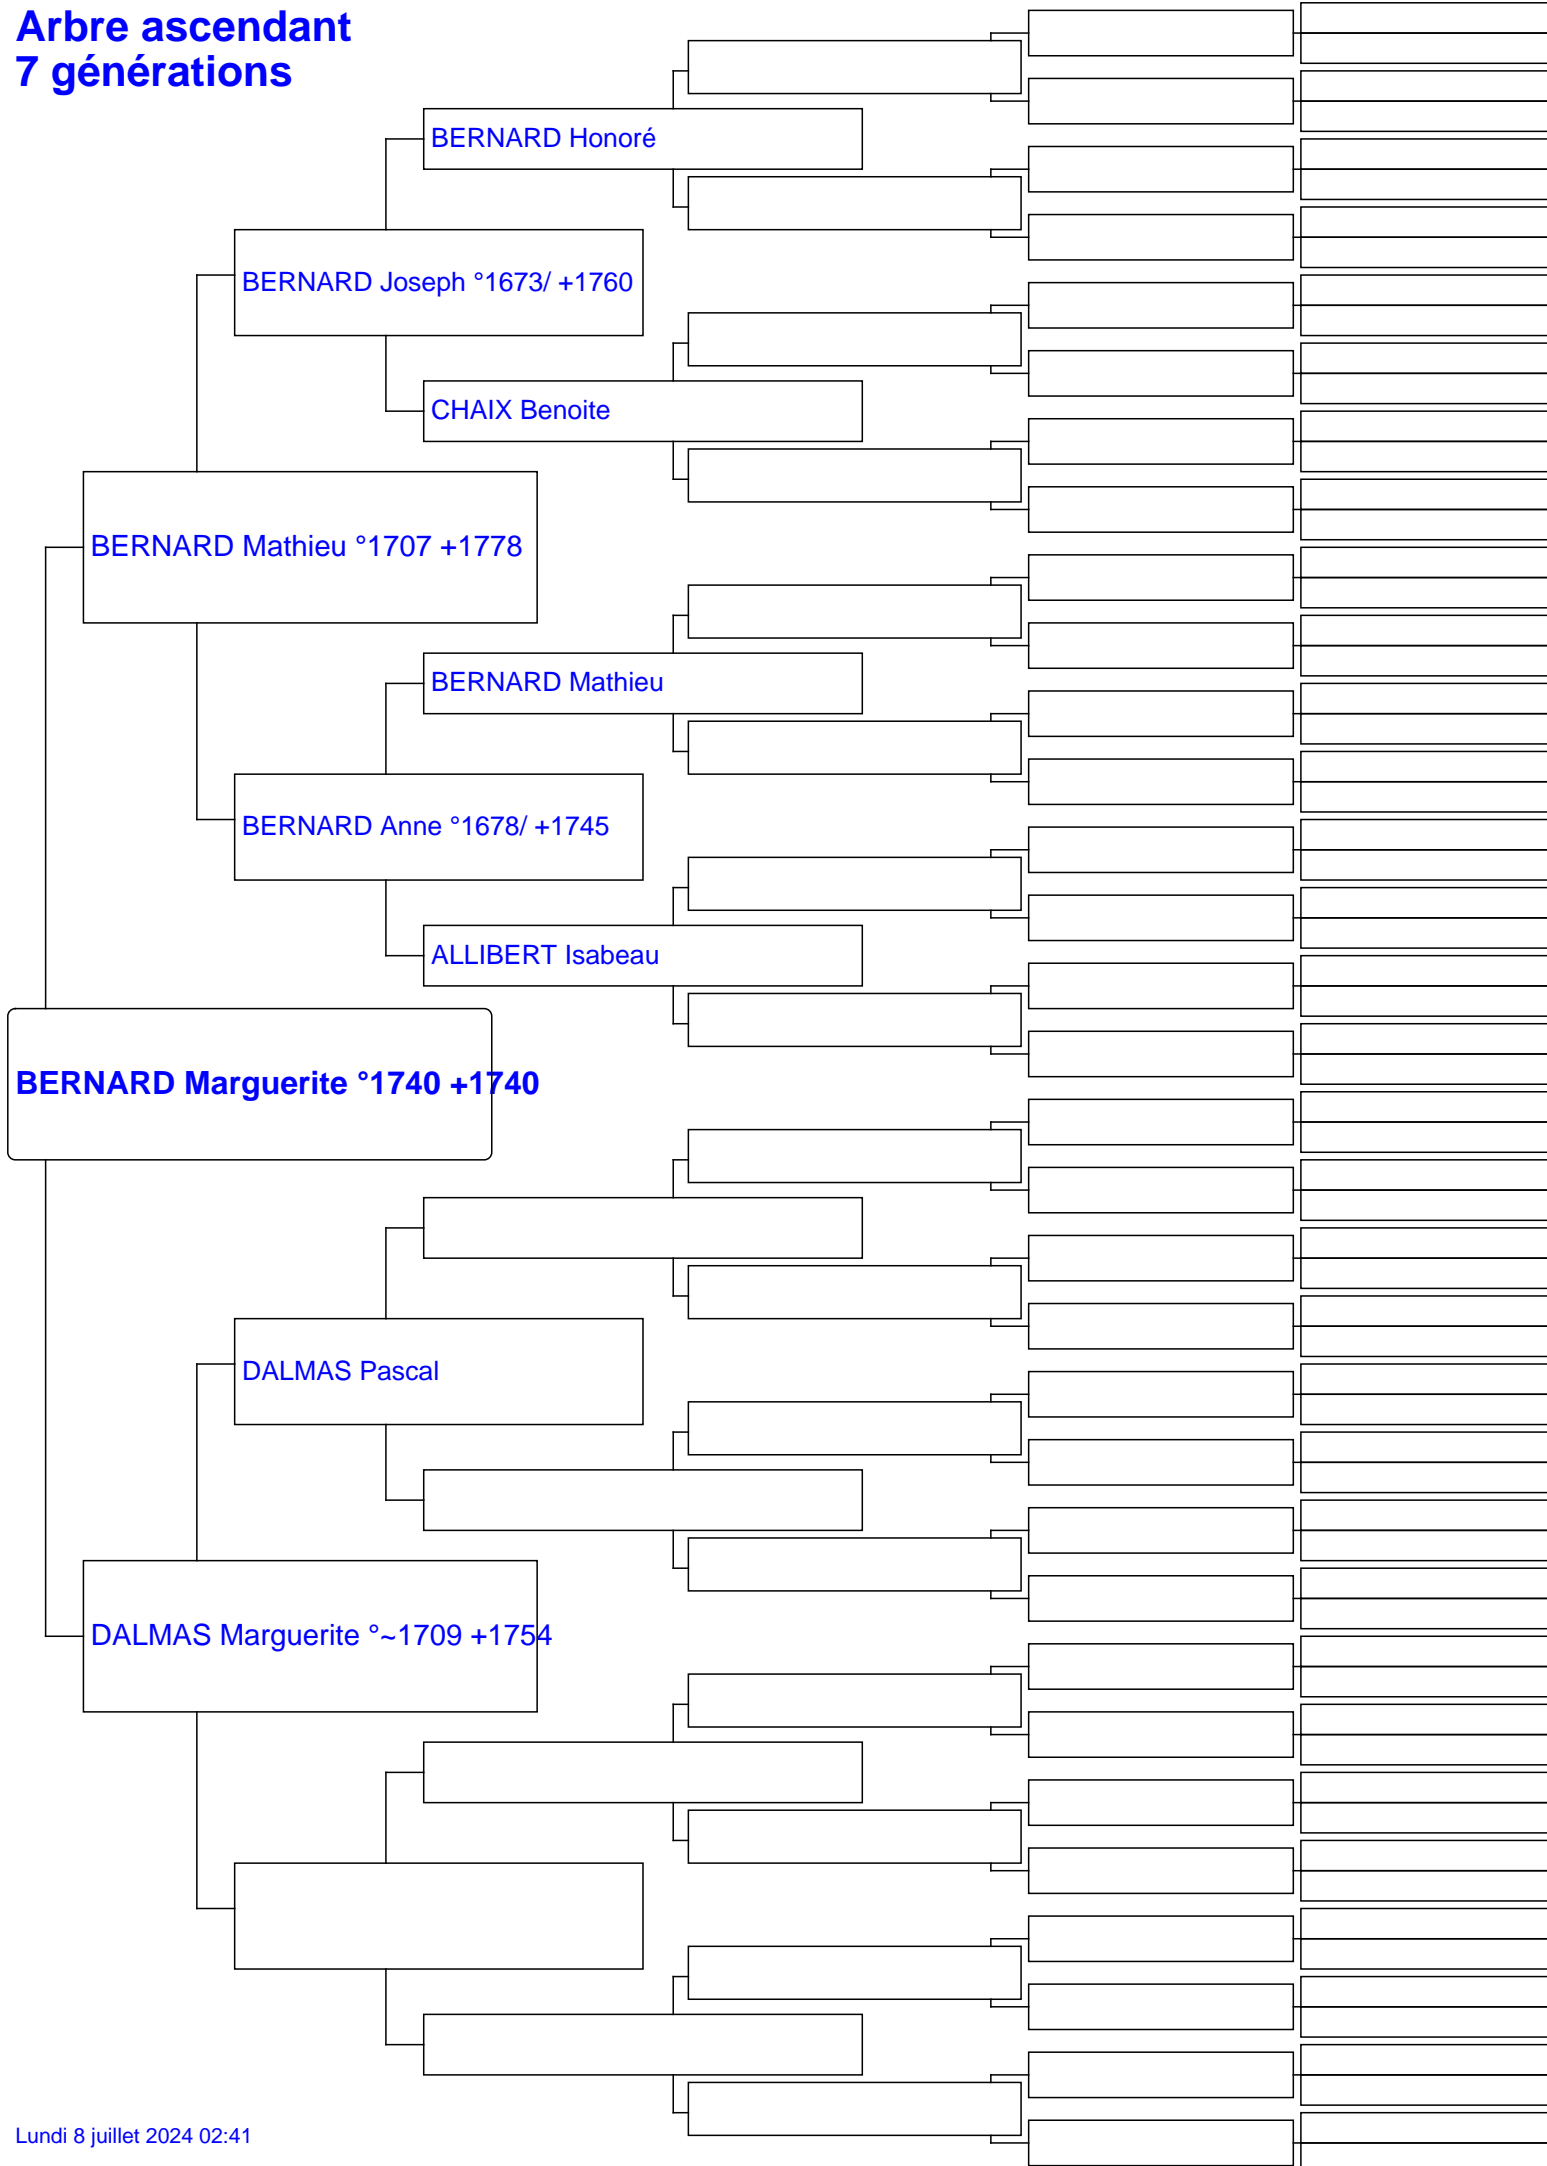 Arbre ascendant
7 générations
BERNARD Honoré
BERNARD Joseph °1673/ +1760
CHAIX Benoite
BERNARD Mathieu °1707 +1778
BERNARD Mathieu
BERNARD Anne °1678/ +1745
ALLIBERT Isabeau
BERNARD Marguerite °1740 +1740
DALMAS Pascal
DALMAS Marguerite °~1709 +1754
Lundi 8 juillet 2024 02:41